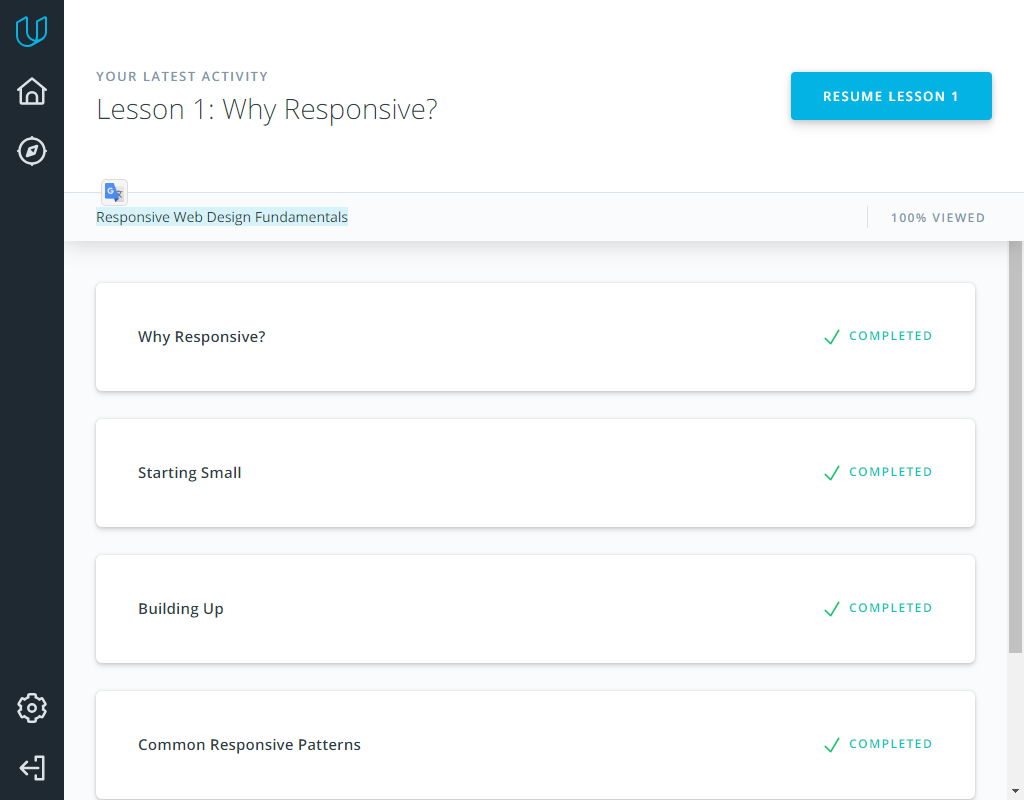 YOUR LATEST ACTIVITY
Lesson 1: Why Responsive?
RESUME LESSON 1
Responsive Web Design Fundamentals
100% VIEWED
Why Responsive?
COMPLETED
Starting Small
COMPLETED
Building Up
COMPLETED
Common Responsive Patterns
COMPLETED